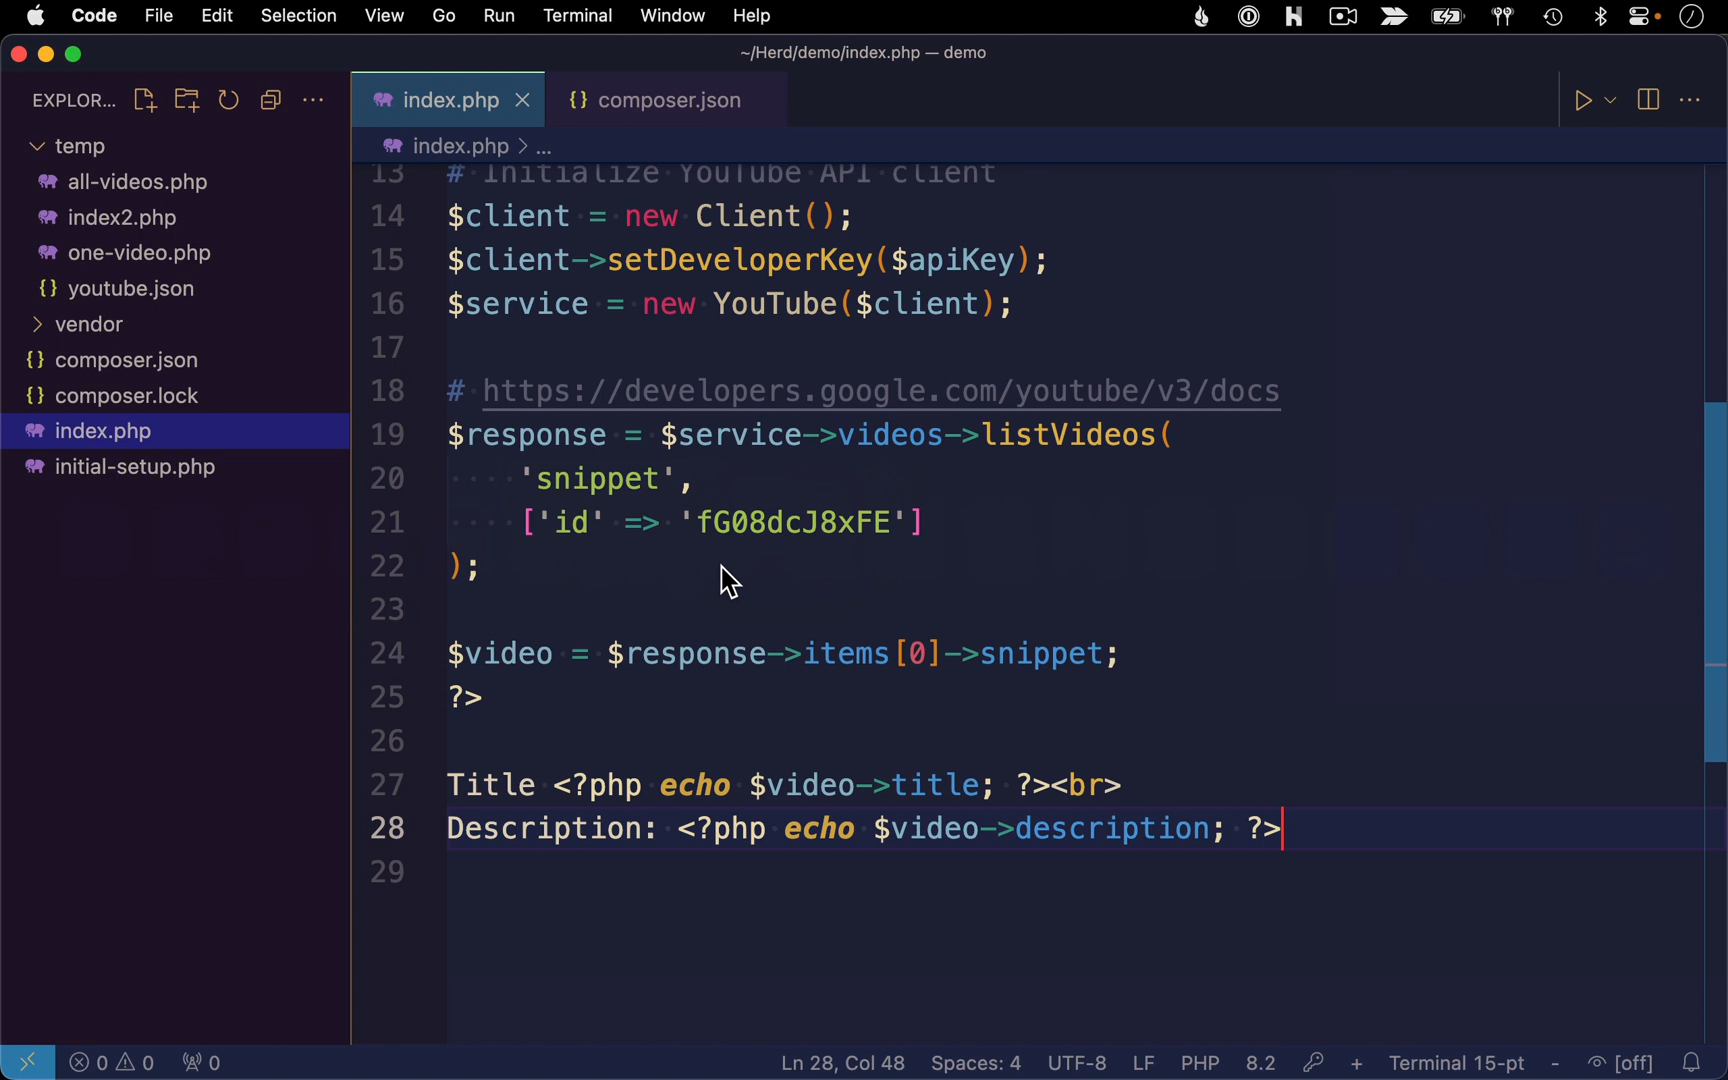 Code File Edit Selection View Go Run Terminal Window Help
~/Herd/demo/index.php — demo
EXPLOR...
index.php
{} composer.json
index.php > ...
temp
all-videos.php
index2.php
one-video.php
{} youtube.json
vendor
{} composer.json
{} composer.lock
index.php
initial-setup.php
13 # Initialize YouTube API client
14 $client = new Client();
15 $client->setDeveloperKey($apiKey);
16 $service = new YouTube($client);
17
18 # https://developers.google.com/youtube/v3/docs
19 $response = $service->videos->listVideos(
20     'snippet',
21     ['id' => 'fG08dcJ8xFE']
22 );
23
24 $video = $response->items[0]->snippet;
25 ?>
26
27 Title <?php echo $video->title; ?><br>
28 Description: <?php echo $video->description; ?>
29
0 0 0 Ln 28, Col 48 Spaces: 4 UTF-8 LF PHP 8.2 + Terminal 15-pt - [off]